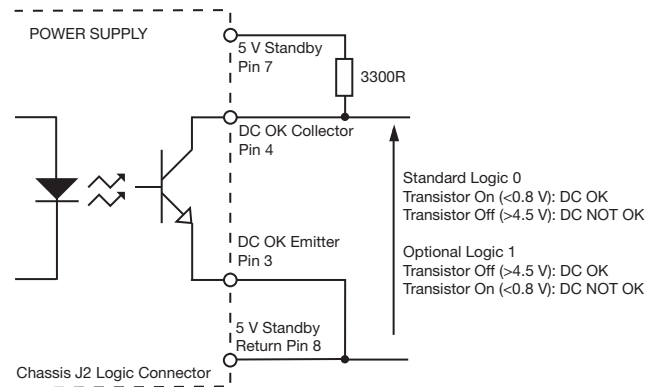 POWER SUPPLY
5 V Standby
Pin 7
3300R
DC OK Collector
Pin 4
Standard Logic 0
Transistor On (<0.8 V): DC OK
Transistor Off (>4.5 V): DC NOT OK
Optional Logic 1
Transistor Off (>4.5 V): DC OK
Transistor On (<0.8 V): DC NOT OK
DC OK Emitter
Pin 3
5 V Standby
Return Pin 8
Chassis J2 Logic Connector